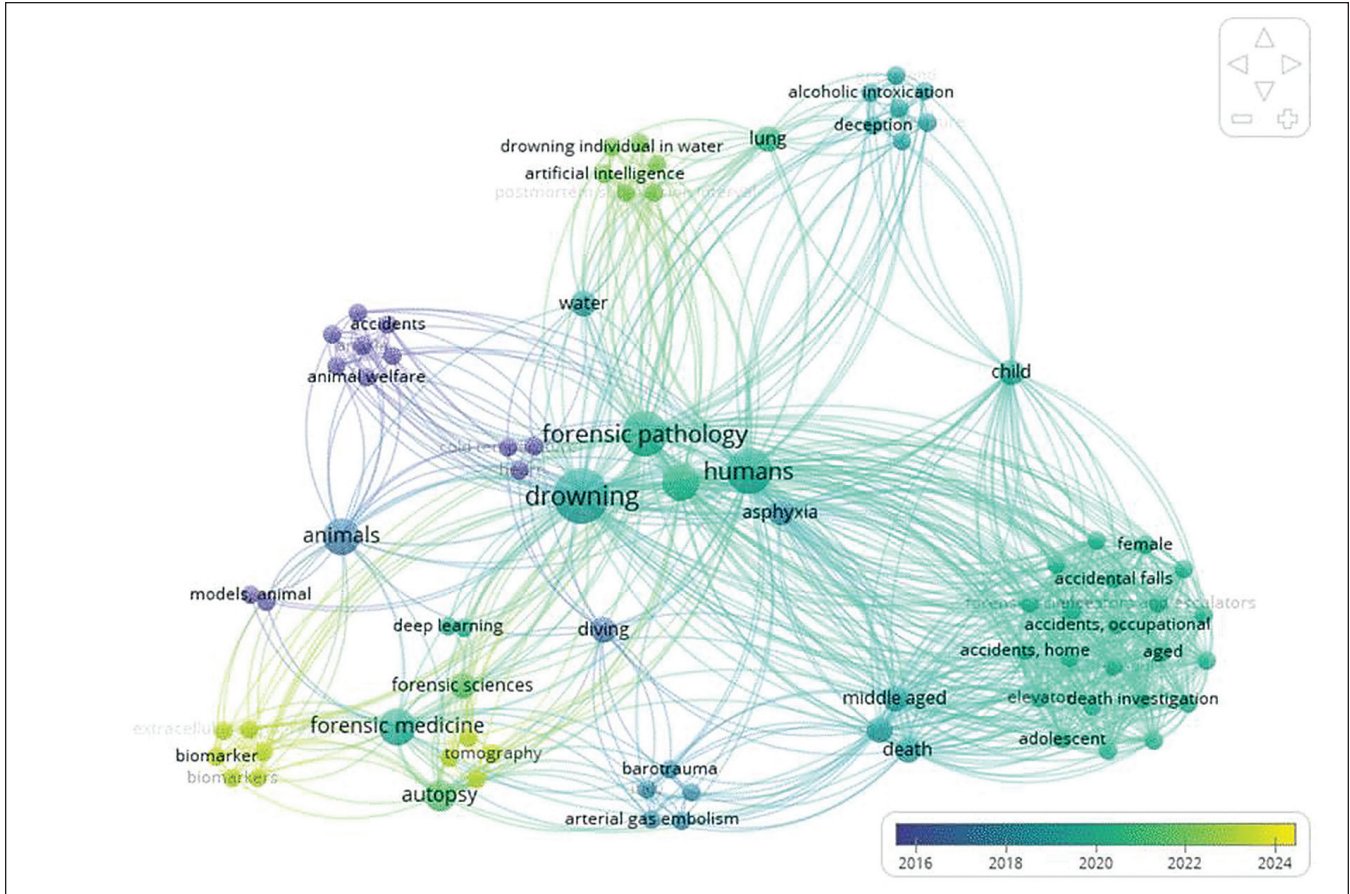 alcoholic intoxication
deception
lung
drowning individual in water
artificial intelligence
water
accidents
animal welfare
child
forensic pathology
humans
drowning
asphyxia
animals
models, animal
deep learning
diving
female
accidental falls
accidents, occupational
accidents, home
aged
forensic sciences
forensic medicine
middle aged
death investigation
biomarker
tomography
death
adolescent
biomarkers
barotrauma
autopsy
arterial gas embolism
2016 2018 2020 2022 2024